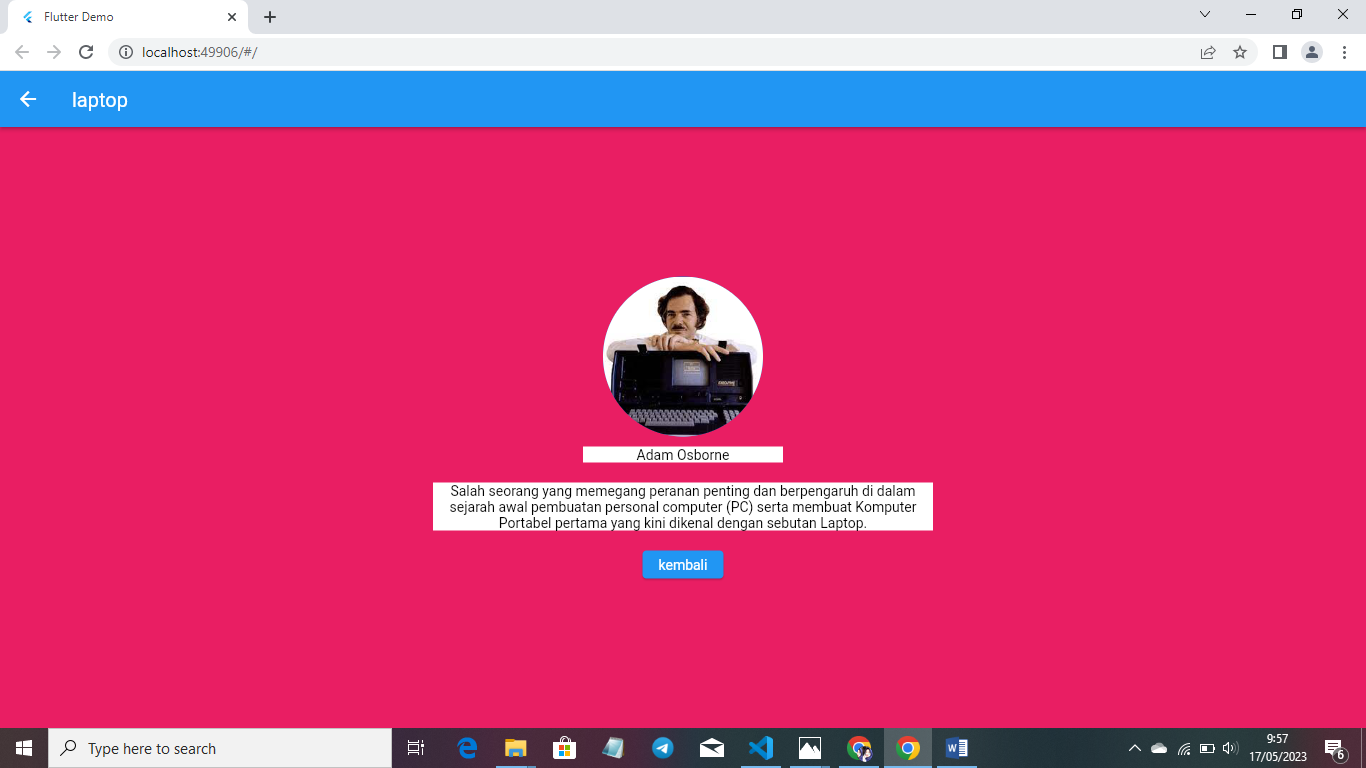 Flutter Demo
localhost:49906/#/
laptop
Adam Osborne
Salah seorang yang memegang peranan penting dan berpengaruh di dalam
sejarah awal pembuatan personal computer (PC) serta membuat Komputer
Portabel pertama yang kini dikenal dengan sebutan Laptop.
kembali
Type here to search
9:57
17/05/2023
6